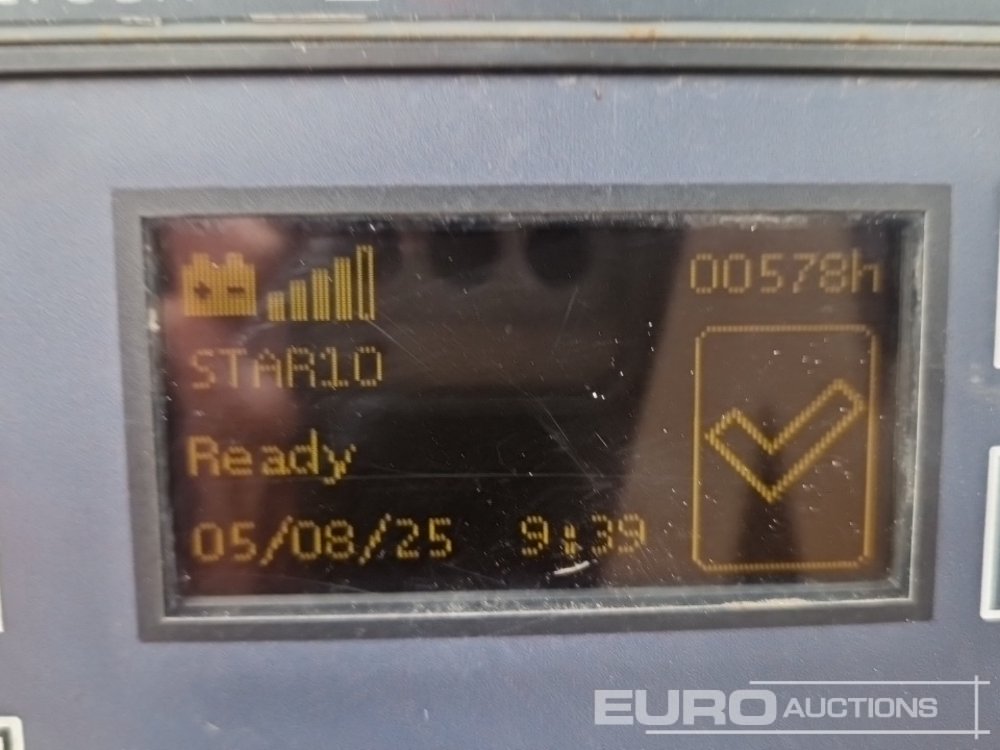 00578h
STAR10
Ready
05/08/25 9:39
EURO AUCTIONS